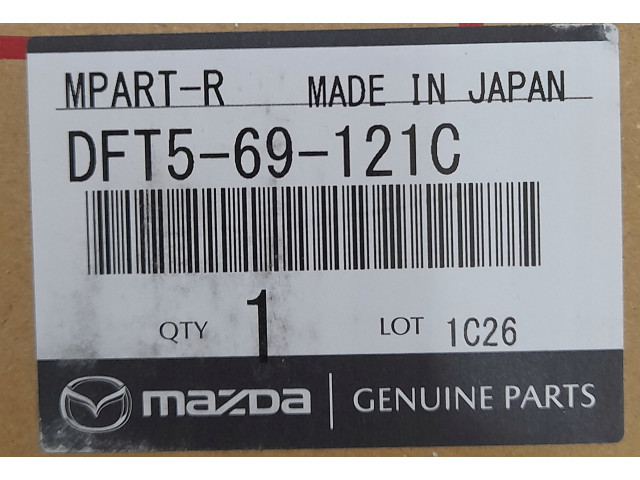 MPART-R MADE IN JAPAN
DFT5-69-121C
QTY 1 LOT 1C26
mazda GENUINE PARTS